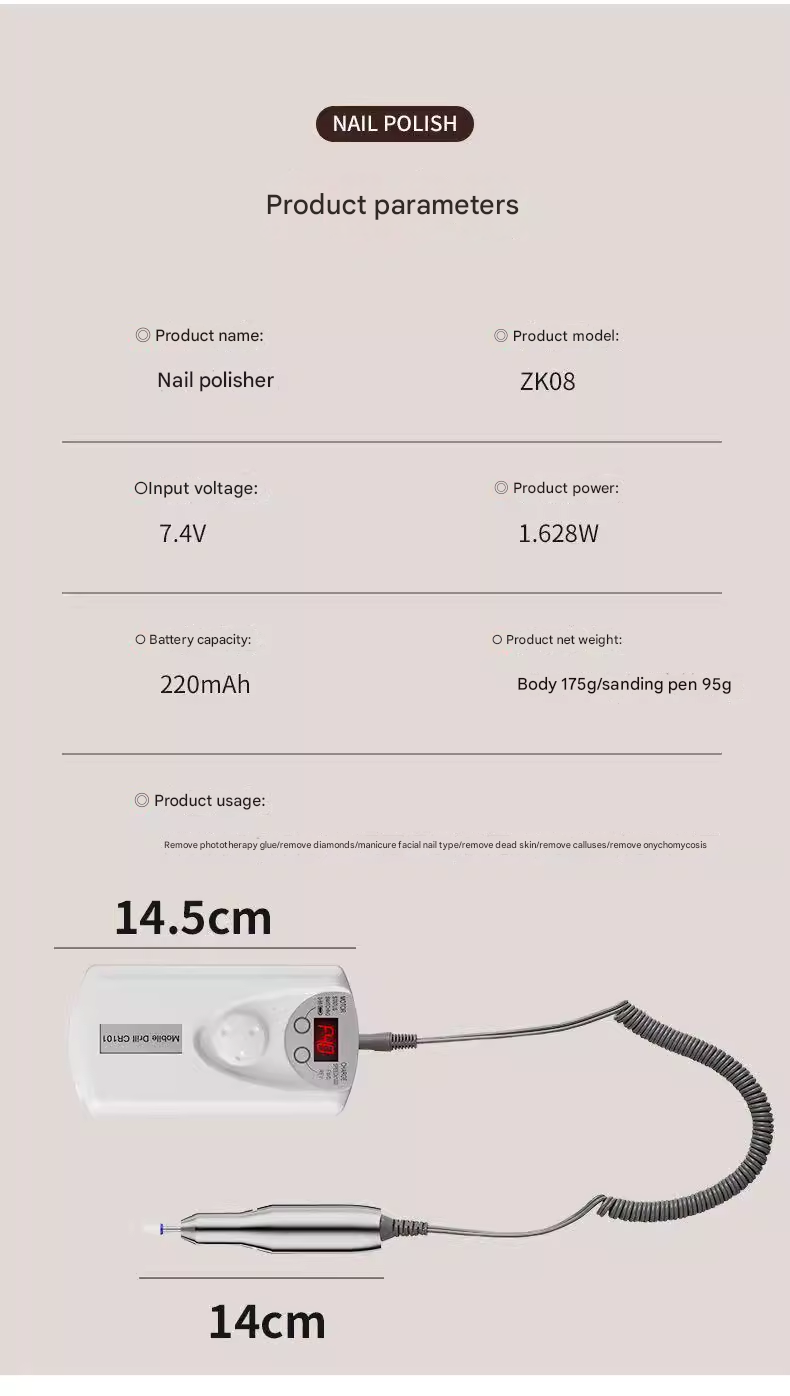 NAIL POLISH
Product parameters
◎ Product name:
Nail polisher
◎ Product model:
ZK08
○Input voltage:
7.4V
◎ Product power:
1.628W
○ Battery capacity:
220mAh
○ Product net weight:
Body 175g/sanding pen 95g
◎ Product usage:
Remove phototherapy glue/remove diamonds/manicure facial nail type/remove dead skin/remove calluses/remove onychomycosis
14.5cm
Mobile Drill CR101
MOTOR
CHARGE
F40
14cm